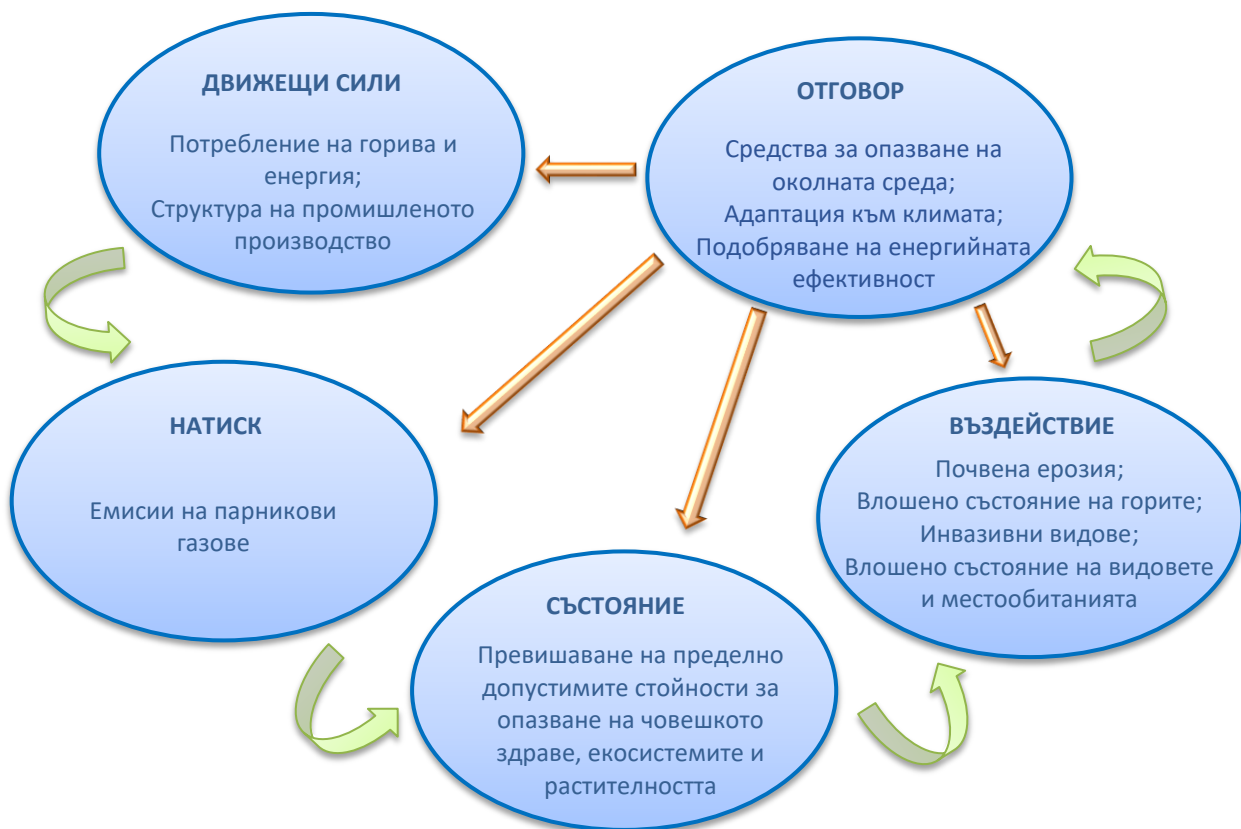 ДВИЖЕЩИ СИЛИ
Потребление на горива и
енергия;
Структура на промишленото
производство
ОТГОВОР
Средства за опазване на
околната среда;
Адаптация към климата;
Подобряване на енергийната
ефективност
НАТИСК
Емисии на парникови
газове
ВЪЗДЕЙСТВИЕ
Почвена ерозия;
Влошено състояние на горите;
Инвазивни видове;
Влошено състояние на видовете
и местообитанията
СЪСТОЯНИЕ
Превишаване на пределно
допустимите стойности за
опазване на човешкото
здраве, екосистемите и
растителността